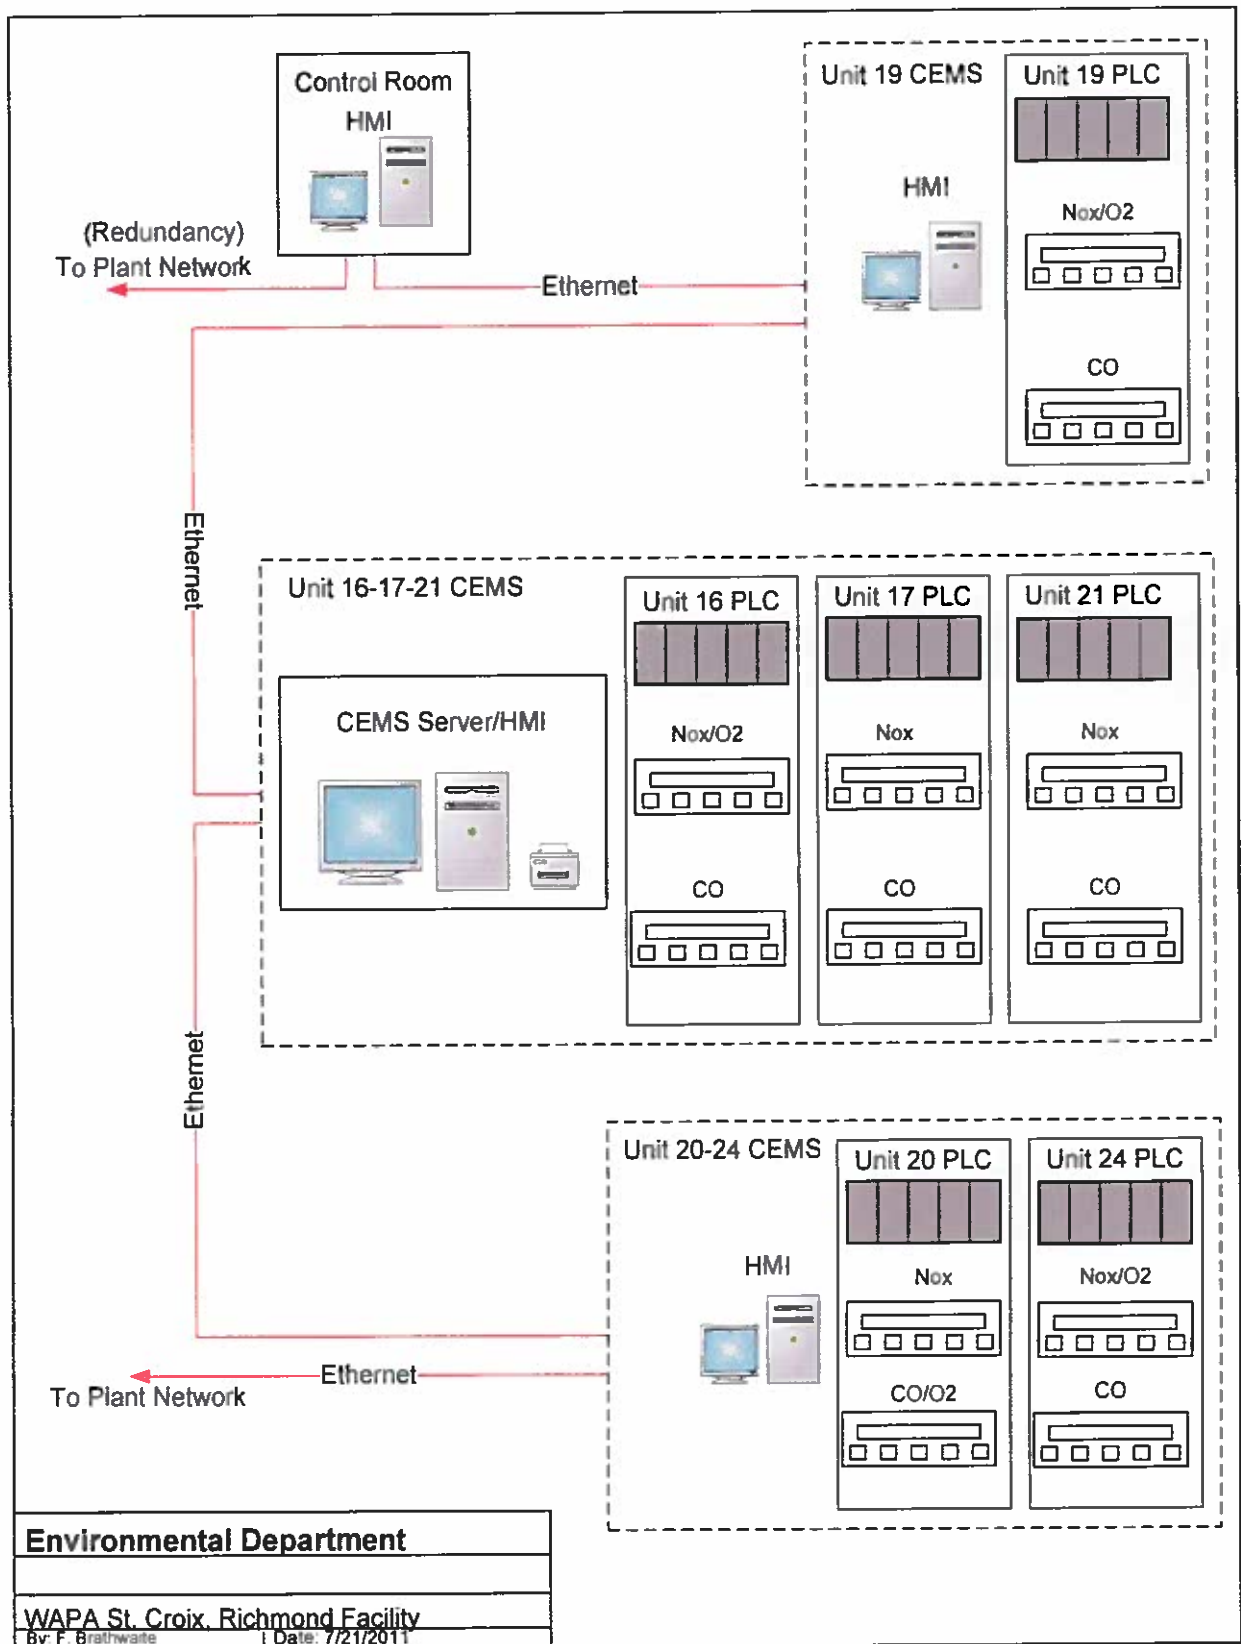 Control Room
HMI
(Redundancy)
To Plant Network
Ethernet
Unit 19 CEMS
HMI
Unit 19 PLC
Nox/O2
CO
Ethernet
Unit 16-17-21 CEMS
CEMS Server/HMI
Unit 16 PLC
Nox/O2
CO
Unit 17 PLC
Nox
CO
Unit 21 PLC
Nox
CO
Ethernet
Unit 20-24 CEMS
HMI
Unit 20 PLC
Nox
CO/O2
Unit 24 PLC
Nox/O2
CO
Ethernet
To Plant Network
Environmental Department
WAPA St. Croix, Richmond Facility
By: F. Brathwaite Date: 7/21/2011